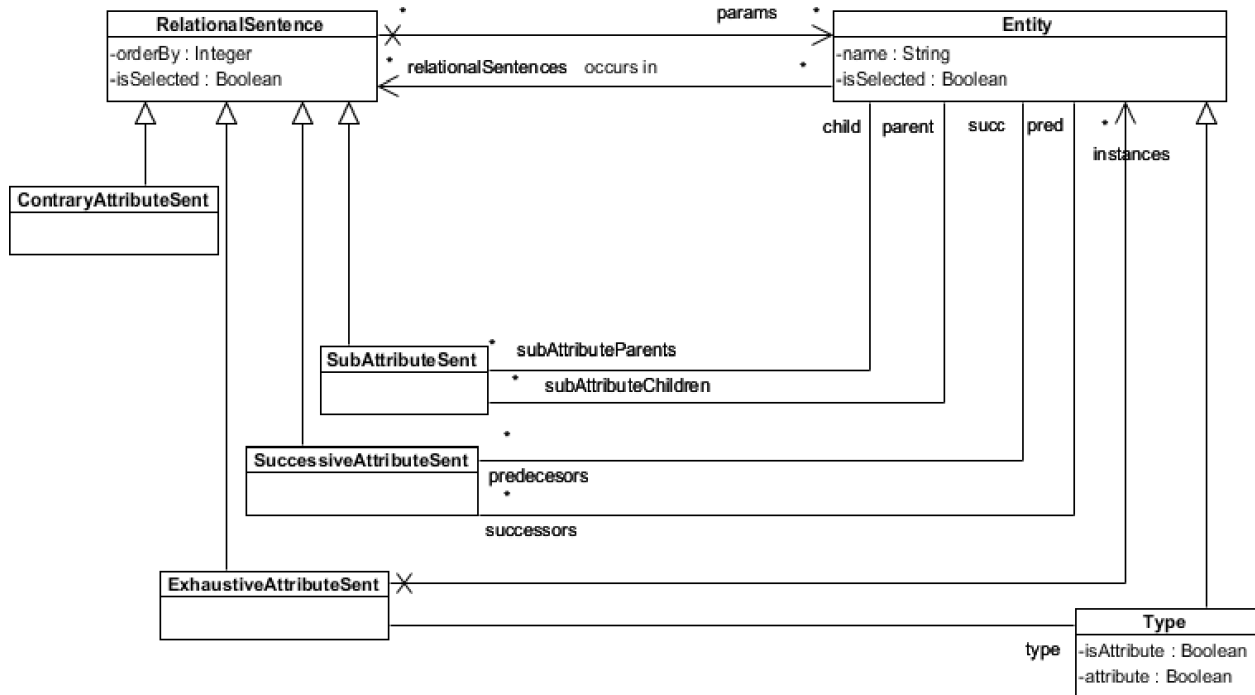 RelationalSentence
-orderBy : Integer
-isSelected : Boolean
*
params *
* relationalSentences occurs in *
Entity
-name : String
-isSelected : Boolean
child parent succ pred *
instances
ContraryAttributeSent
SubAttributeSent
* subAttributeParents
* subAttributeChildren
SuccessiveAttributeSent
*
predecesors
*
successors
ExhaustiveAttributeSent
type
Type
-isAttribute : Boolean
-attribute : Boolean